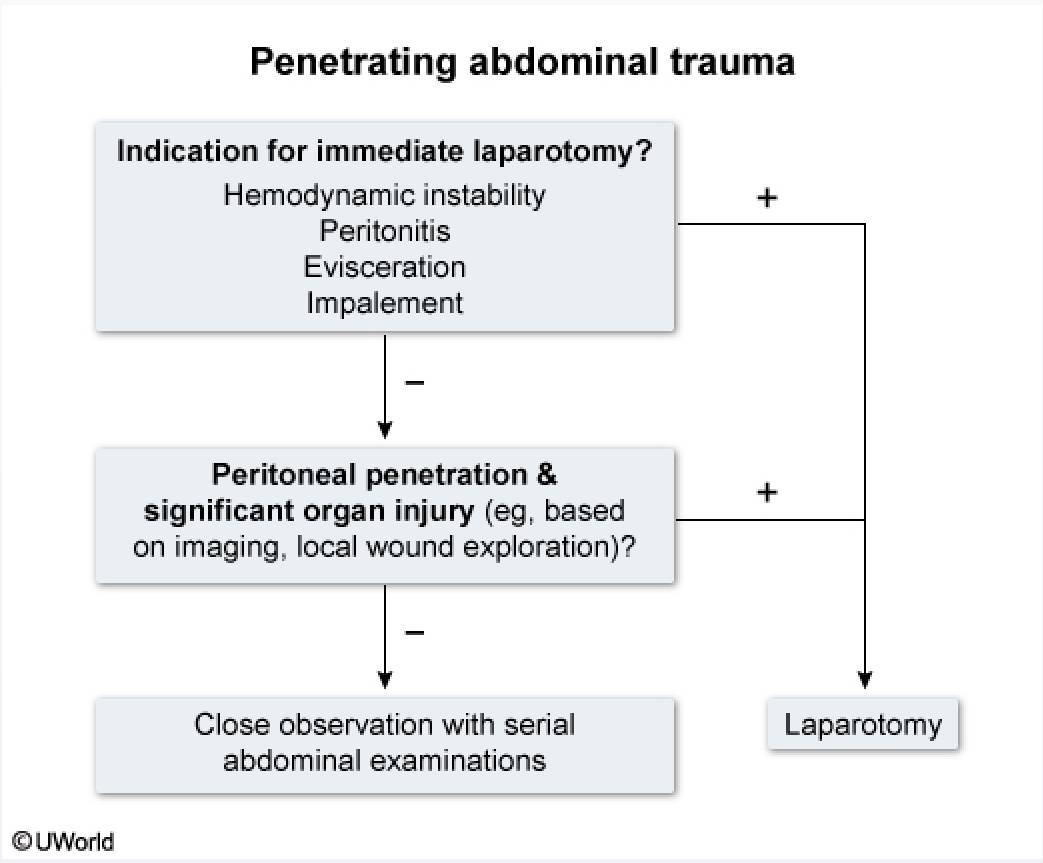 Penetrating abdominal trauma
Indication for immediate laparotomy?
Hemodynamic instability
Peritonitis
Evisceration
Impalement
+
−
Peritoneal penetration &
significant organ injury (eg, based
on imaging, local wound exploration)?
+
−
Close observation with serial
abdominal examinations
Laparotomy
©UWorld